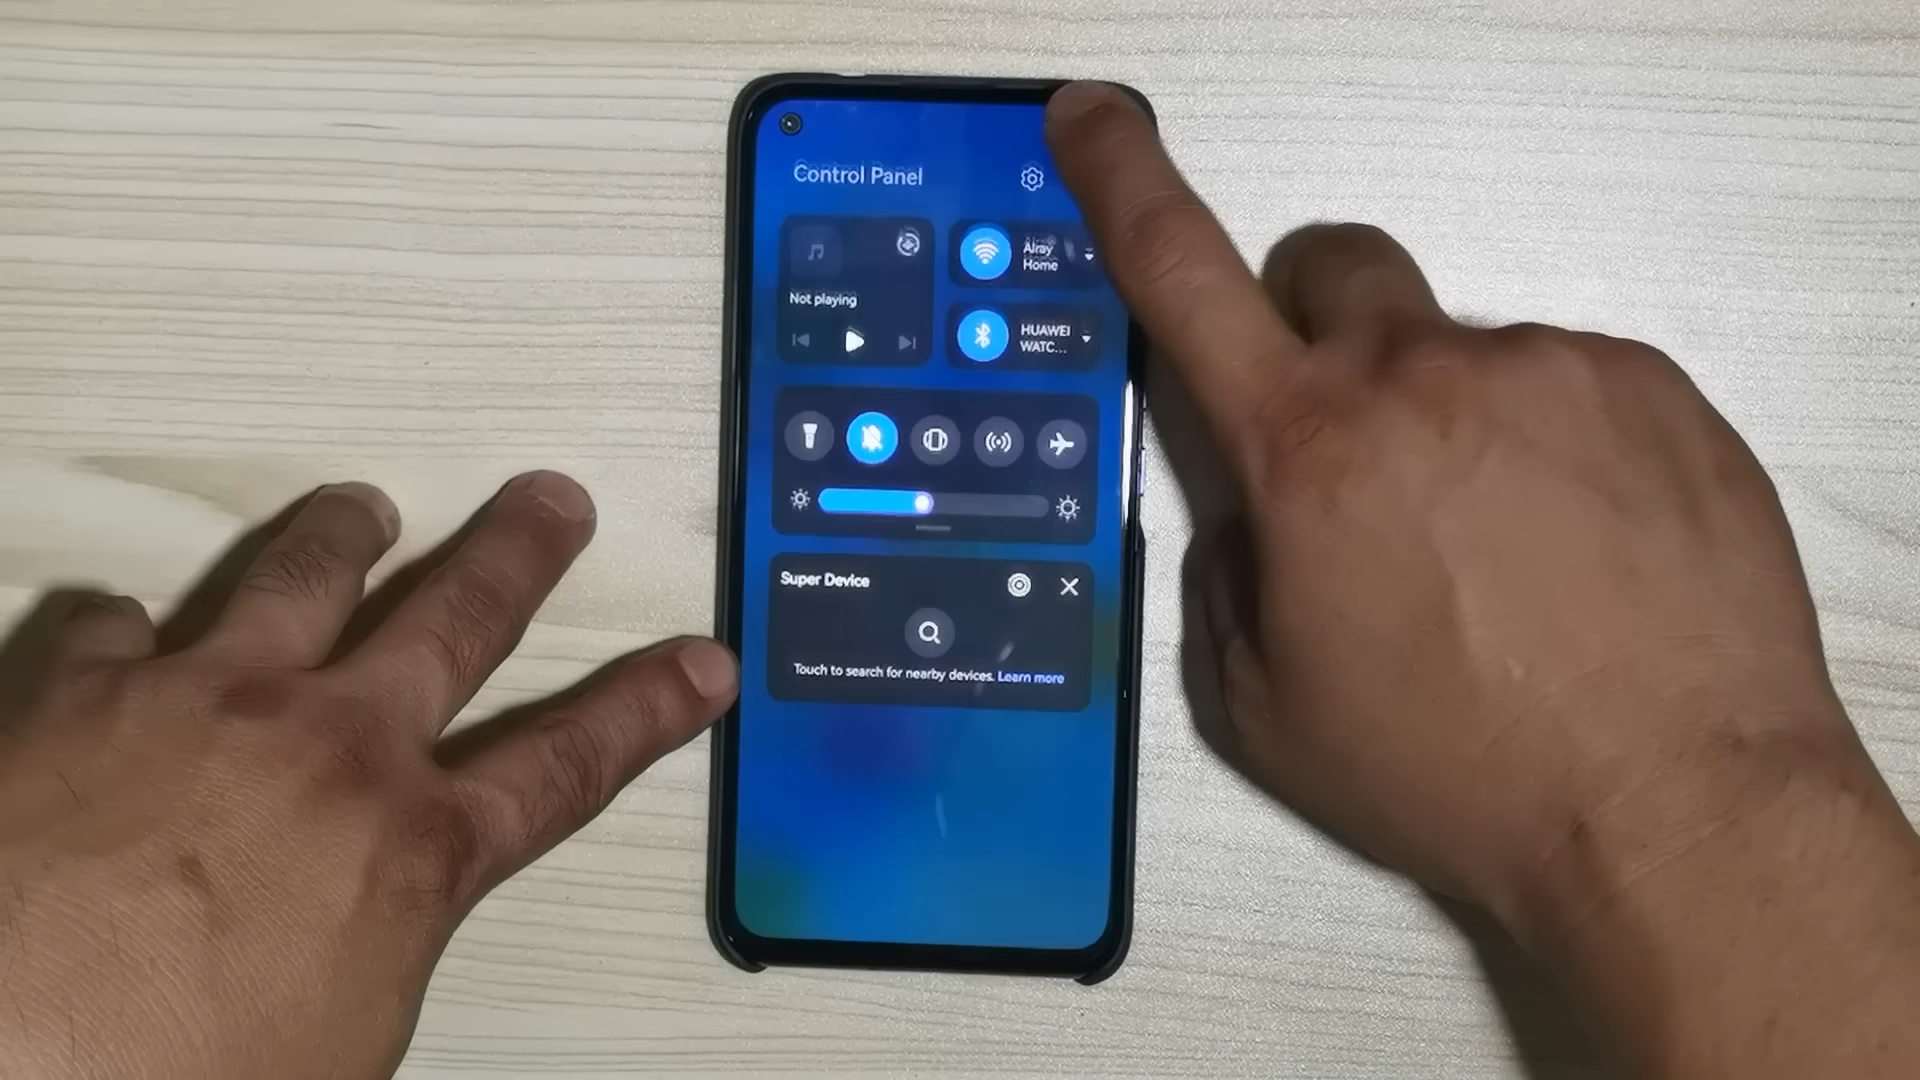 Control Panel
Not playing
Alray
Home
HUAWEI
WATC...
Super Device
Touch to search for nearby devices. Learn more